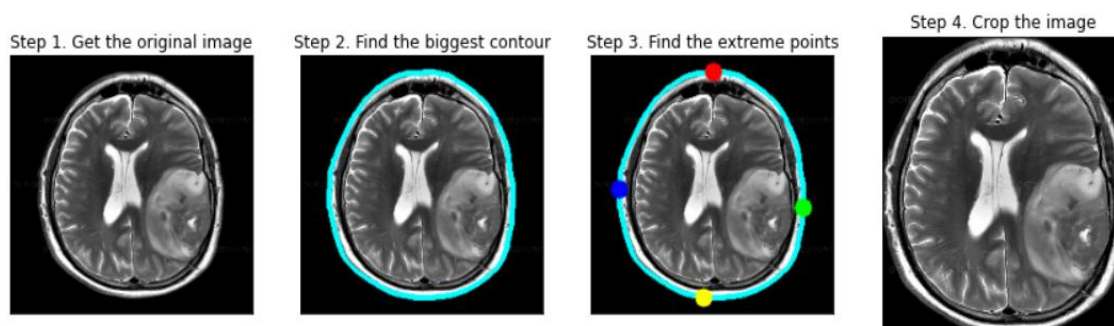 Step 1. Get the original image
Step 2. Find the biggest contour
Step 3. Find the extreme points
Step 4. Crop the image